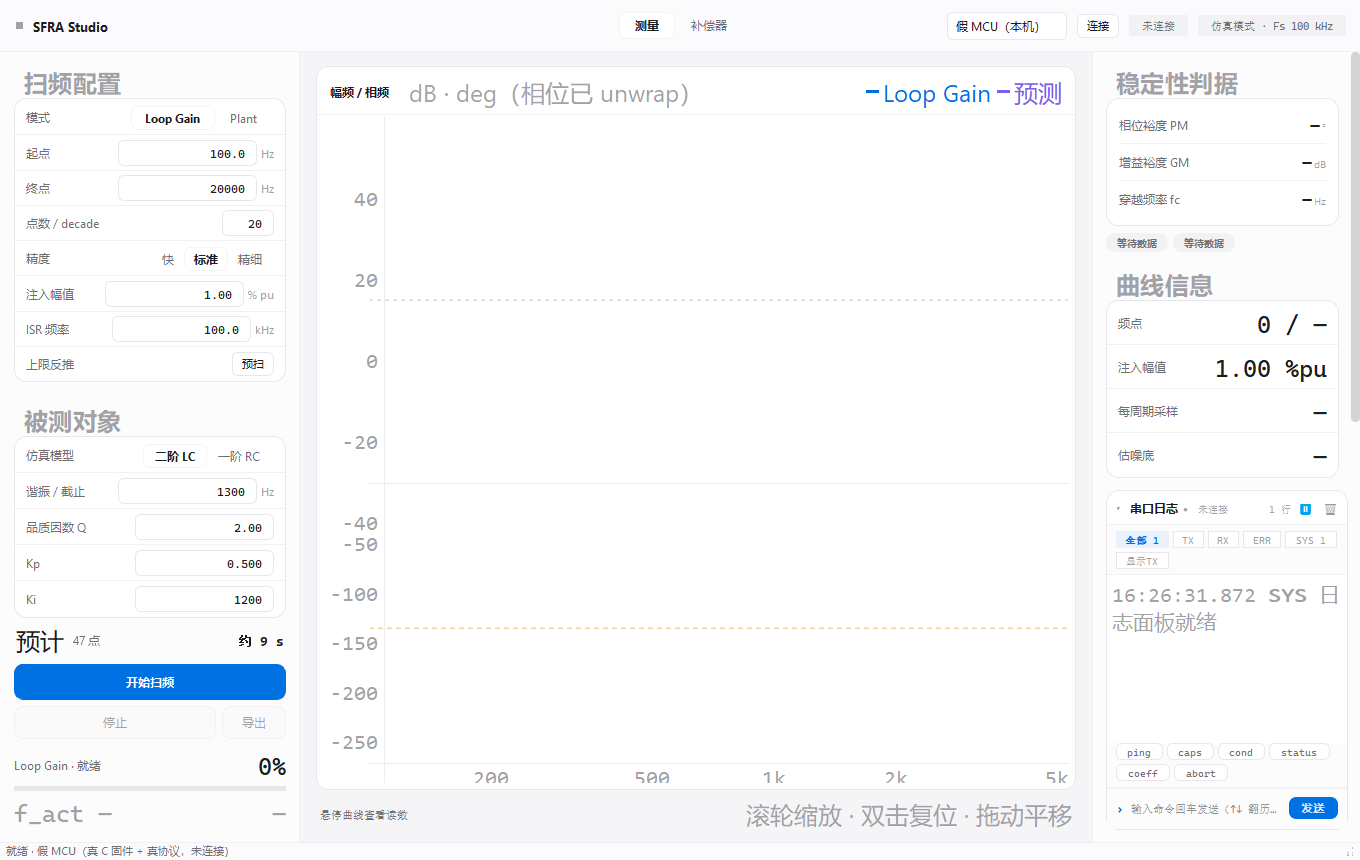 SFRA Studio
测量
补偿器
假 MCU（本机）
连接
未连接
仿真模式 · Fs 100 kHz
扫频配置
模式
Loop Gain
Plant
起点
100.0
Hz
终点
20000
Hz
点数 / decade
20
精度
快
标准
精细
注入幅值
1.00
% pu
ISR 频率
100.0
kHz
上限反推
预扫
被测对象
仿真模型
二阶 LC
一阶 RC
谐振 / 截止
1300
Hz
品质因数 Q
2.00
Kp
0.500
Ki
1200
预计
47 点
约 9 s
开始扫频
停止
导出
Loop Gain · 就绪
0%
f_act —
—
幅频 / 相频
dB · deg（相位已 unwrap）
Loop Gain
预测
40
20
0
-20
-40
-50
-100
-150
-200
-250
200
500
1k
2k
5k
悬停曲线查看读数
滚轮缩放 · 双击复位 · 拖动平移
稳定性判据
相位裕度 PM
—°
增益裕度 GM
— dB
穿越频率 fc
— Hz
等待数据
等待数据
曲线信息
频点
0 / —
注入幅值
1.00 %pu
每周期采样
—
估噪底
—
串口日志
未连接
1 行
全部 1
TX
RX
ERR
SYS 1
显示TX
16:26:31.872 SYS 日
志面板就绪
ping
caps
cond
status
coeff
abort
› 输入命令回车发送（↑↓ 翻历…
发送
就绪 · 假 MCU（真 C 固件 + 真协议，未连接）